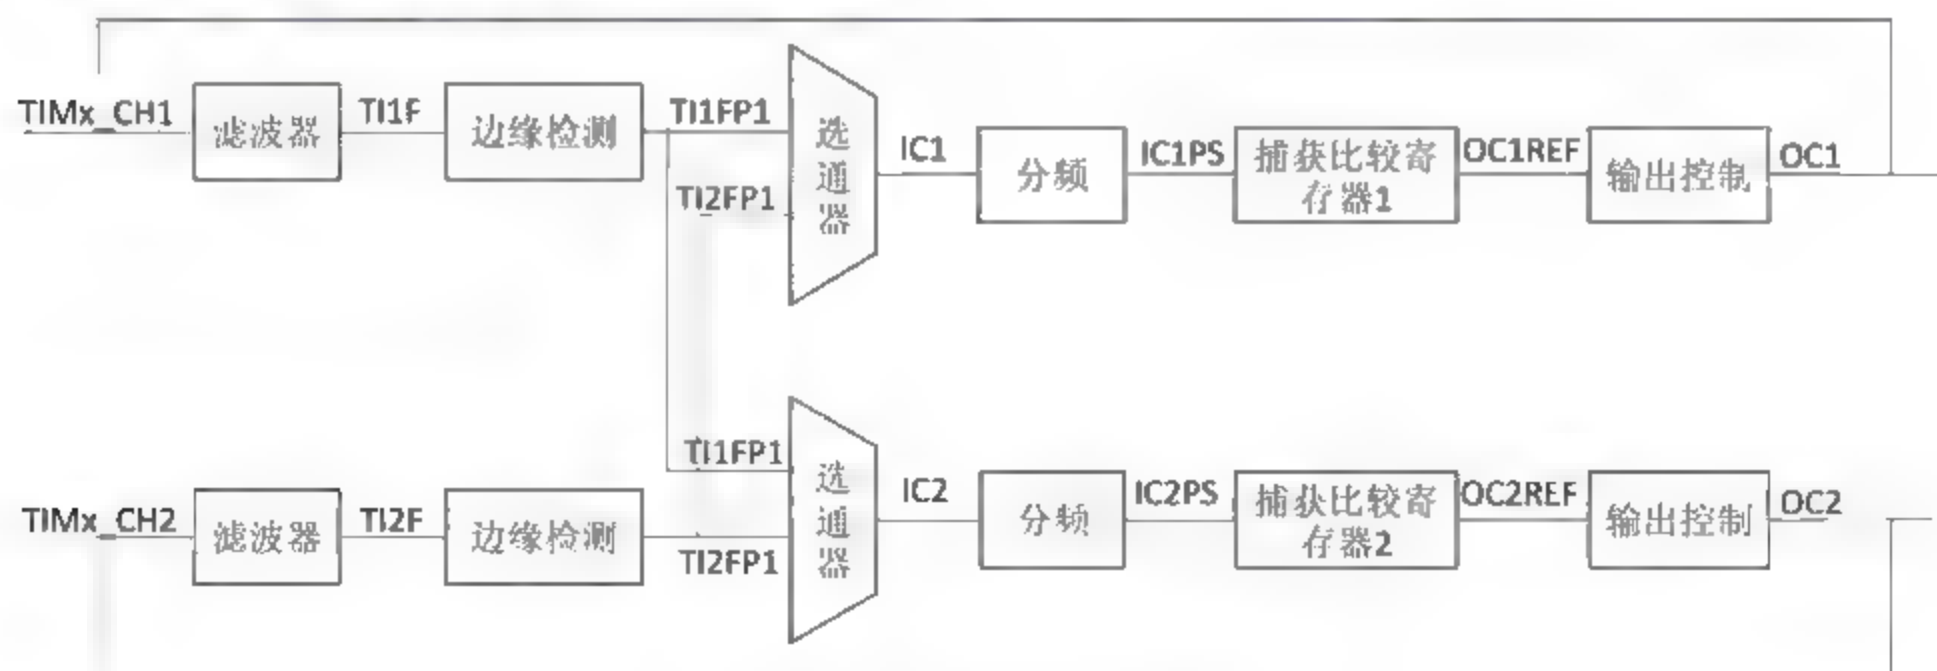 TIMx_CH1
滤波器
TI1F
边缘检测
TI1FP1
TI2FP1
选通器
IC1
分频
IC1PS
捕获比较寄
存器1
OC1REF
输出控制
OC1
TIMx_CH2
滤波器
TI2F
边缘检测
TI1FP1
TI2FP1
选通器
IC2
分频
IC2PS
捕获比较寄
存器2
OC2REF
输出控制
OC2